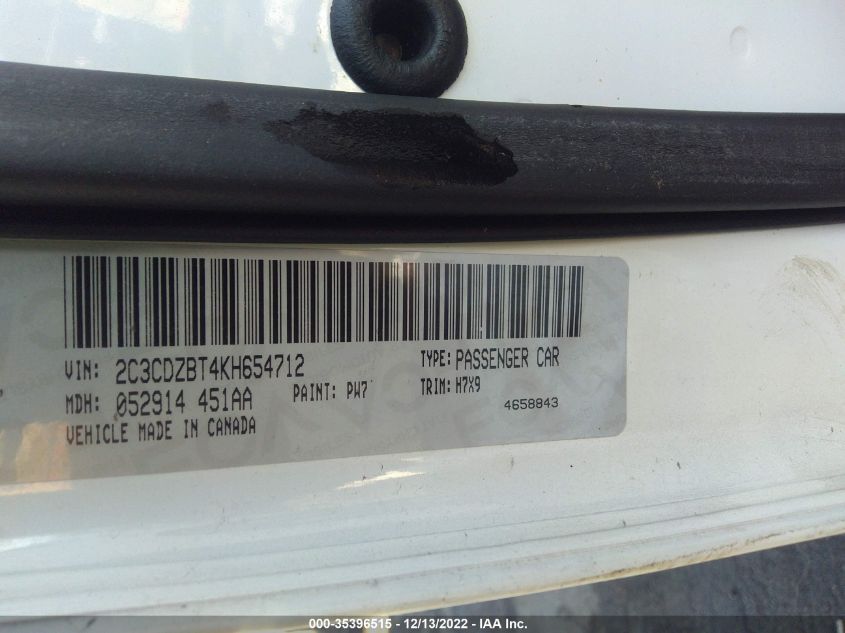 VIN: 2C3CDZBT4KH654712 TYPE: PASSENGER CAR
MDH: 052914 451AA PAINT: PW7 TRIM: H7X9
VEHICLE MADE IN CANADA 4658843
000-35396515 - 12/13/2022 - IAA Inc.